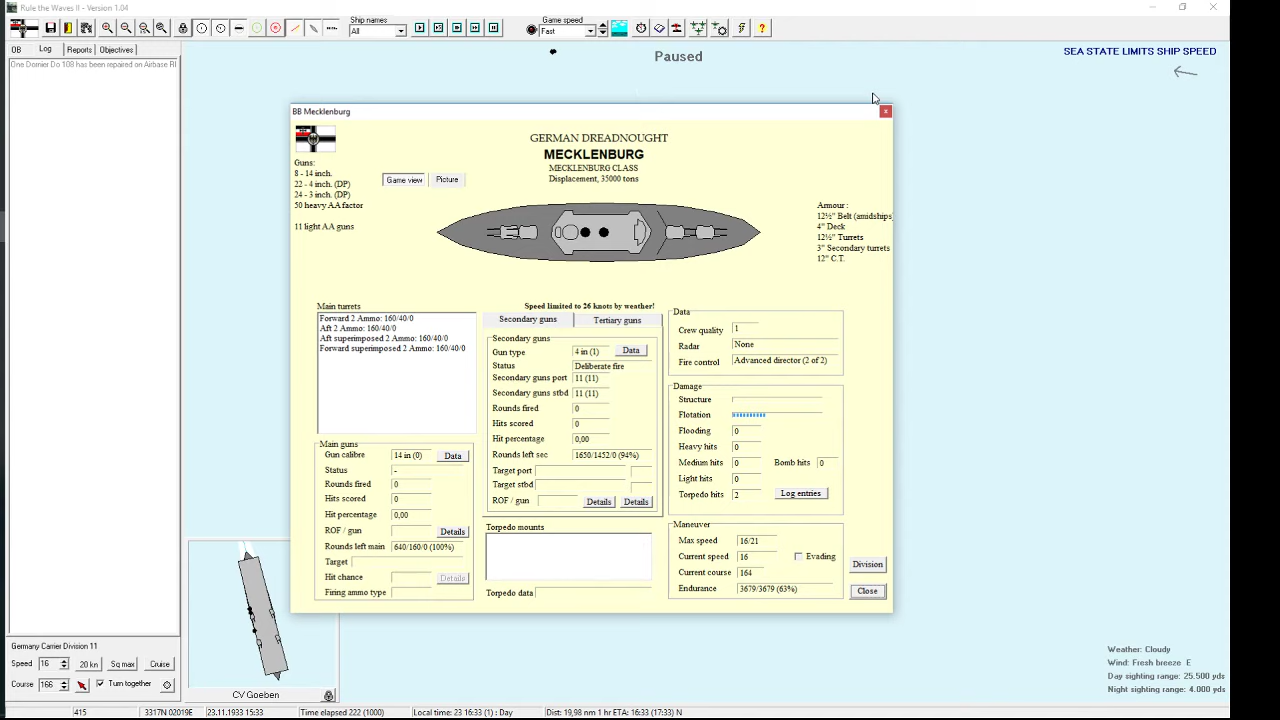 Rule the Waves II - Version 1.04
Ship names
All
Game speed
Fast
OB
Log
Reports
Objectives
One Dornier Do 108 has been repaired on Airbase RI
Paused
SEA STATE LIMITS SHIP SPEED
BB Mecklenburg
GERMAN DREADNOUGHT
MECKLENBURG
MECKLENBURG CLASS
Displacement, 35000 tons
Guns:
8 - 14 inch.
22 - 4 inch. (DP)
24 - 3 inch. (DP)
50 heavy AA factor
11 light AA guns
Game view
Picture
Armour :
12½" Belt (amidships)
4" Deck
12½" Turrets
3" Secondary turrets
12" C.T.
Speed limited to 26 knots by weather!
Main turrets
Forward 2 Ammo: 160/40/0
Aft 2 Ammo: 160/40/0
Aft superimposed 2 Ammo: 160/40/0
Forward superimposed 2 Ammo: 160/40/0
Main guns
Gun calibre 14 in (0) Data
Status -
Rounds fired 0
Hits scored 0
Hit percentage 0,00
ROF / gun Details
Rounds left main 640/160/0 (100%)
Target
Hit chance Details
Firing ammo type
Secondary guns
Tertiary guns
Secondary guns
Gun type 4 in (1) Data
Status Deliberate fire
Secondary guns port 11 (11)
Secondary guns stbd 11 (11)
Rounds fired 0
Hits scored 0
Hit percentage 0,00
Rounds left sec 1650/1452/0 (94%)
Target port
Target stbd
ROF / gun Details Details
Torpedo mounts
Torpedo data
Data
Crew quality 1
Radar None
Fire control Advanced director (2 of 2)
Damage
Structure
Flotation
Flooding 0
Heavy hits 0
Medium hits 0 Bomb hits 0
Light hits 0
Torpedo hits 2 Log entries
Maneuver
Max speed 16/21
Current speed 16 Evading
Current course 164
Endurance 3679/3679 (63%)
Division
Close
Germany Carrier Division 11
Speed 16 20 kn Sq max Cruise
Course 166 Turn together
CV Goeben
Weather: Cloudy
Wind: Fresh breeze E
Day sighting range: 25.500 yds
Night sighting range: 4.000 yds
415
3317N 02019E
23.11.1933 15:33
Time elapsed 222 (1000)
Local time: 23 16:33 (1) : Day
Dist: 19,98 nm 1 hr ETA: 16:33 (17:33) N